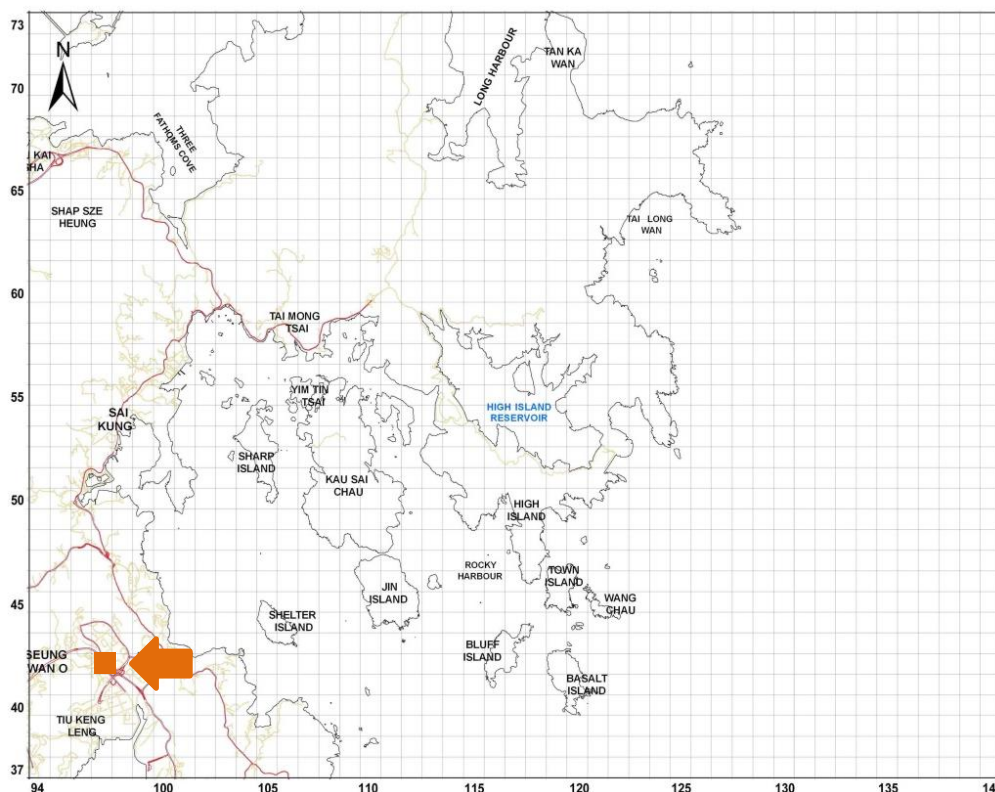 73
N
70
65
60
55
50
45
40
37
94
100
105
110
115
120
125
130
135
14
LONG HARBOUR
TAN KA
WAN
THREE
FATHOMS COVE
KAI
SHAP SZE
HEUNG
TAI LONG
WAN
TAI MONG
TSAI
YIM TIN
TSAI
SAI
KUNG
HIGH ISLAND
RESERVOIR
SHARP
ISLAND
KAU SAI
CHAU
HIGH
ISLAND
ROCKY
HARBOUR
JIN
ISLAND
TOWN
ISLAND
WANG
CHAU
SHELTER
ISLAND
BLUFF
ISLAND
BASALT
ISLAND
SEUNG
WAN O
TIU KENG
LENG